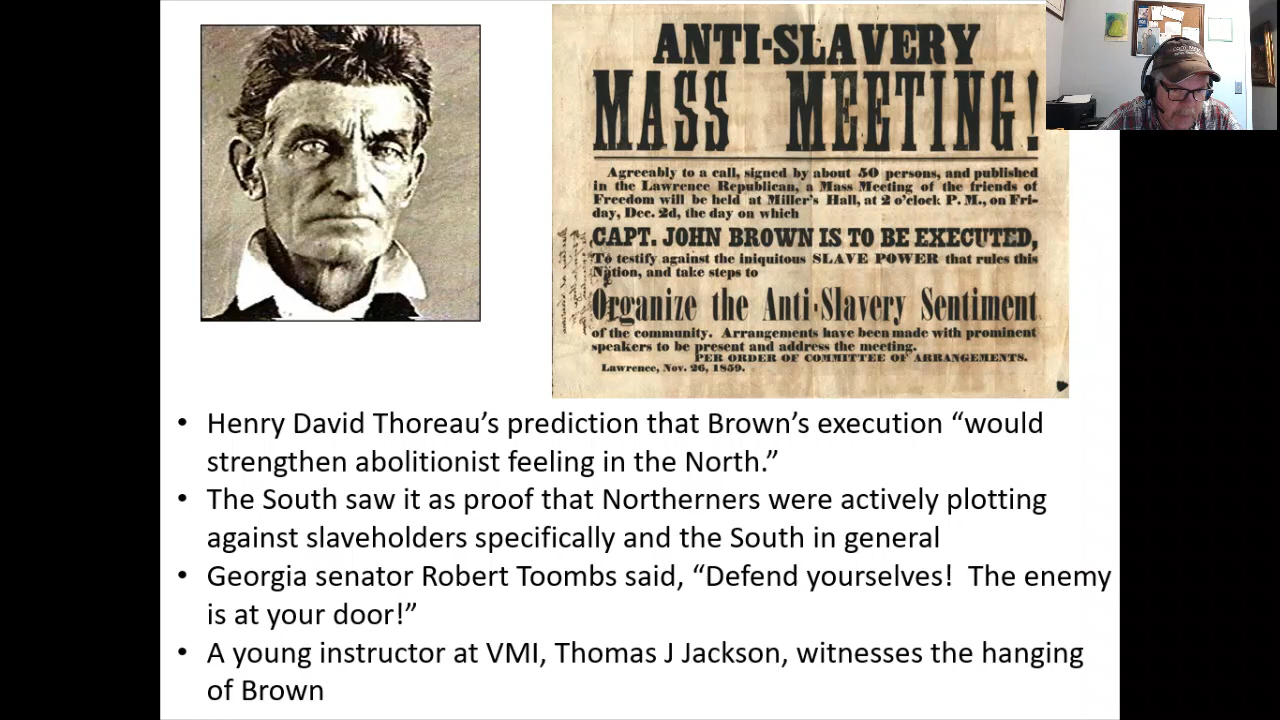 ANTI-SLAVERY
MASS MEETING!
Agreeably to a call, signed by about 50 persons, and published
in the Lawrence Republican, a Mass Meeting of the friends of
Freedom will be held at Miller's Hall, at 2 o'clock P. M., on Fri-
day, Dec. 2d, the day on which
CAPT. JOHN BROWN IS TO BE EXECUTED,
To testify against the iniquitous SLAVE POWER that rules this
Nation, and take steps to
Organize the Anti-Slavery Sentiment
of the community. Arrangements have been made with prominent
speakers to be present and address the meeting.
PER ORDER OF COMMITTEE OF ARRANGEMENTS.
Lawrence, Nov. 26, 1859.
• Henry David Thoreau’s prediction that Brown’s execution “would
strengthen abolitionist feeling in the North.”
• The South saw it as proof that Northerners were actively plotting
against slaveholders specifically and the South in general
• Georgia senator Robert Toombs said, “Defend yourselves!  The enemy
is at your door!”
• A young instructor at VMI, Thomas J Jackson, witnesses the hanging
of Brown